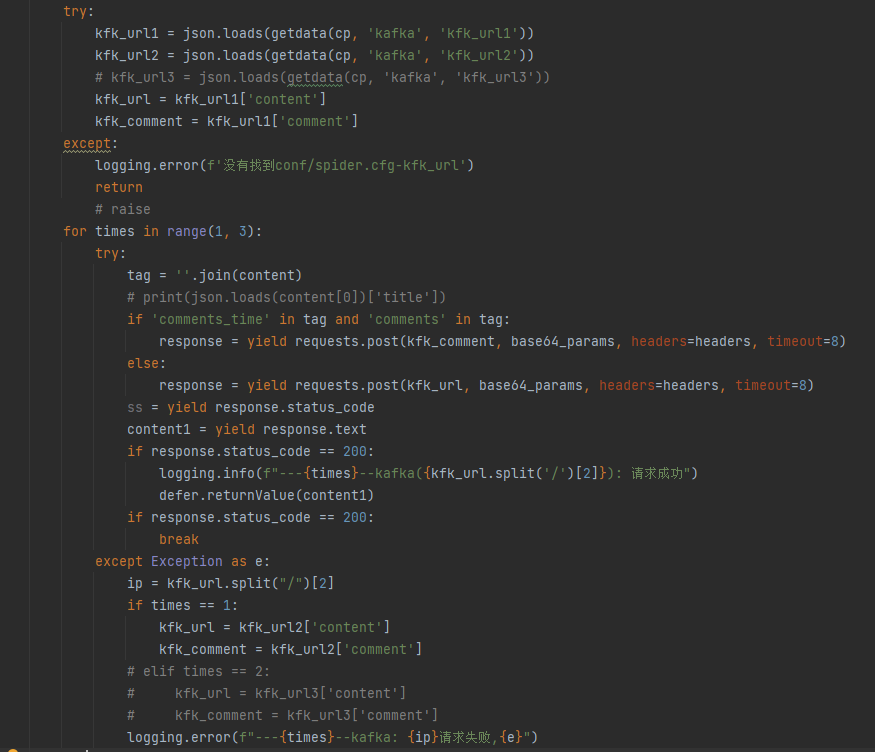 try:
    kfk_url1 = json.loads(getdata(cp, 'kafka', 'kfk_url1'))
    kfk_url2 = json.loads(getdata(cp, 'kafka', 'kfk_url2'))
    # kfk_url3 = json.loads(getdata(cp, 'kafka', 'kfk_url3'))
    kfk_url = kfk_url1['content']
    kfk_comment = kfk_url1['comment']
except:
    logging.error(f'没有找到conf/spider.cfg-kfk_url')
    return
    # raise
for times in range(1, 3):
    try:
        tag = ''.join(content)
        # print(json.loads(content[0])['title'])
        if 'comments_time' in tag and 'comments' in tag:
            response = yield requests.post(kfk_comment, base64_params, headers=headers, timeout=8)
        else:
            response = yield requests.post(kfk_url, base64_params, headers=headers, timeout=8)
        ss = yield response.status_code
        content1 = yield response.text
        if response.status_code == 200:
            logging.info(f"---{times}--kafka({kfk_url.split('/')[2]}): 请求成功")
            defer.returnValue(content1)
        if response.status_code == 200:
            break
    except Exception as e:
        ip = kfk_url.split("/")[2]
        if times == 1:
            kfk_url = kfk_url2['content']
            kfk_comment = kfk_url2['comment']
        # elif times == 2:
        #     kfk_url = kfk_url3['content']
        #     kfk_comment = kfk_url3['comment']
        logging.error(f"---{times}--kafka: {ip}请求失败,{e}")